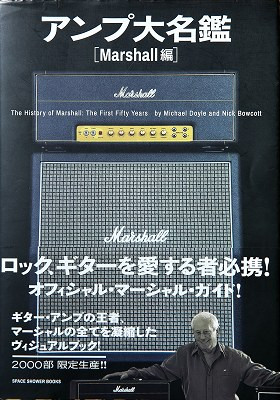 アンプ大名鑑
[Marshall編]
Marshall
The History of Marshall: The First Fifty Years by Michael Doyle and Nick Bowcott
Marshall
Marshall
ロック、ギターを愛する者必携!
オフィシャル・マーシャル・ガイド!
ギター・アンプの王者、
マーシャルの全てを凝縮した
ヴィジュアルブック!
2000部 限定生産!!
SPACE SHOWER BOOKS
Marshall